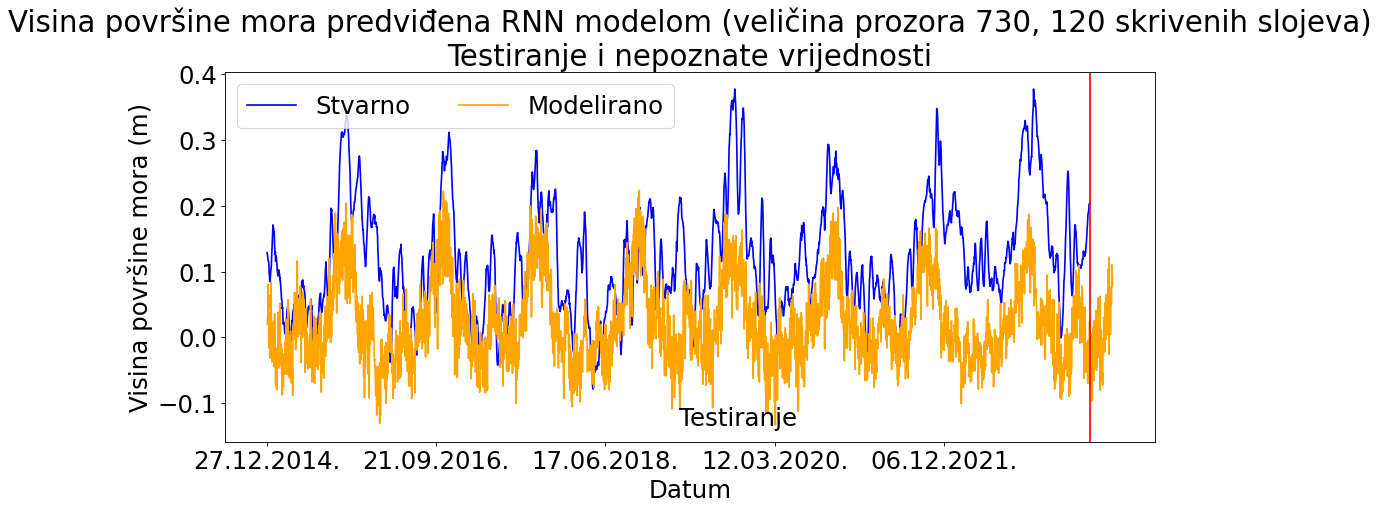 Visina površine mora predviđena RNN modelom (veličina prozora 730, 120 skrivenih slojeva)
Testiranje i nepoznate vrijednosti
Stvarno Modelirano
Visina površine mora (m)
0.4
0.3
0.2
0.1
0.0
−0.1
Testiranje
27.12.2014. 21.09.2016. 17.06.2018. 12.03.2020. 06.12.2021.
Datum